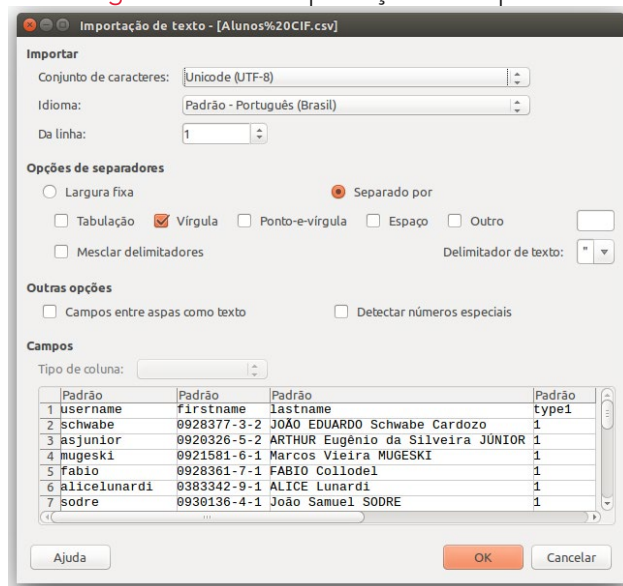 Importação de texto - [Alunos%20CIF.csv]
Importar
Conjunto de caracteres: Unicode (UTF-8)
Idioma: Padrão - Português (Brasil)
Da linha: 1
Opções de separadores
Largura fixa Separado por
Tabulação Vírgula Ponto-e-vírgula Espaço Outro
Mesclar delimitadores Delimitador de texto: "
Outras opções
Campos entre aspas como texto Detectar números especiais
Campos
Tipo de coluna:
Padrão Padrão Padrão Padrão
1 username firstname lastname type1
2 schwabe 0928377-3-2 JOÃO EDUARDO Schwabe Cardozo 1
3 asjunior 0920326-5-2 ARTHUR Eugênio da Silveira JÚNIOR 1
4 mugeski 0921581-6-1 Marcos Vieira MUGESKI 1
5 fabio 0928361-7-1 FABIO Collodel 1
6 alicelunardi 0383342-9-1 ALICE Lunardi 1
7 sodre 0930136-4-1 João Samuel SODRE 1
Ajuda OK Cancelar